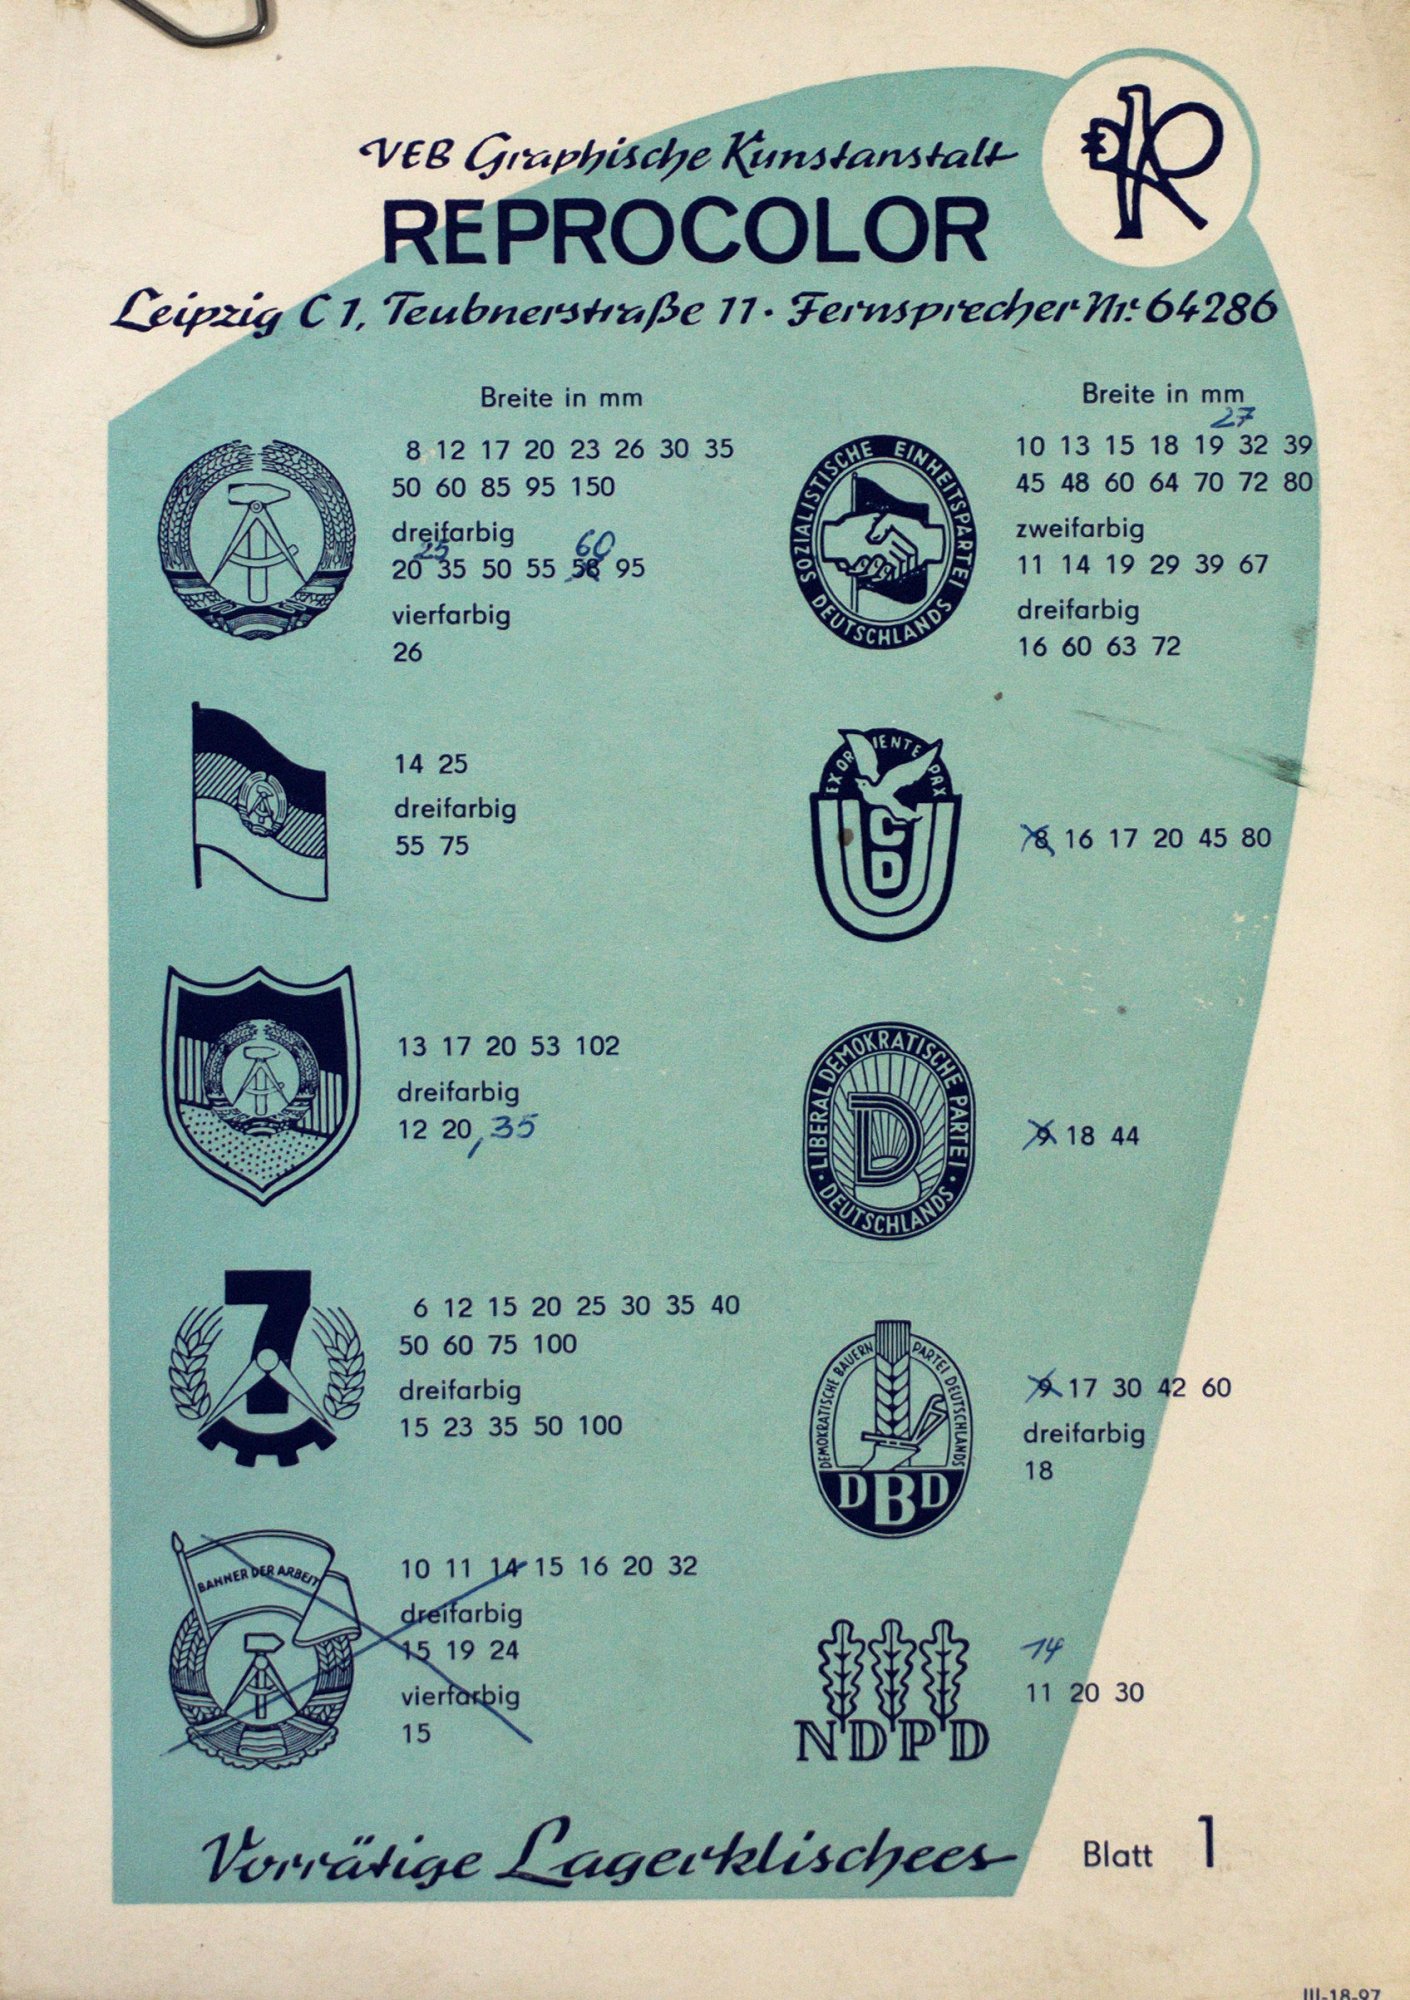 VEB Graphische Kunstanstalt
REPROCOLOR
Leipzig C 1, Teubnerstraße 11 · Fernsprecher Nr. 64286
Breite in mm
8 12 17 20 23 26 30 35
50 60 85 95 150
dreifarbig
25 60
20 35 50 55 58 95
vierfarbig
26
14 25
dreifarbig
55 75
13 17 20 53 102
dreifarbig
12 20, 35
7
6 12 15 20 25 30 35 40
50 60 75 100
dreifarbig
15 23 35 50 100
BANNER DER ARBEIT
10 11 14 15 16 20 32
dreifarbig
15 19 24
vierfarbig
15
Breite in mm
27
SOZIALISTISCHE EINHEITSPARTEI
DEUTSCHLANDS
10 13 15 18 19 32 39
45 48 60 64 70 72 80
zweifarbig
11 14 19 29 39 67
dreifarbig
16 60 63 72
EX ORIENTE PAX
CDU
8 16 17 20 45 80
LIBERALDEMOKRATISCHE PARTEI
· DEUTSCHLANDS ·
D
9 18 44
DEMOKRATISCHE BAUERN PARTEI DEUTSCHLANDS
DBD
9 17 30 42 60
dreifarbig
18
NDPD
14
11 20 30
Vorrätige Lagerklischees
Blatt 1
III-18-97